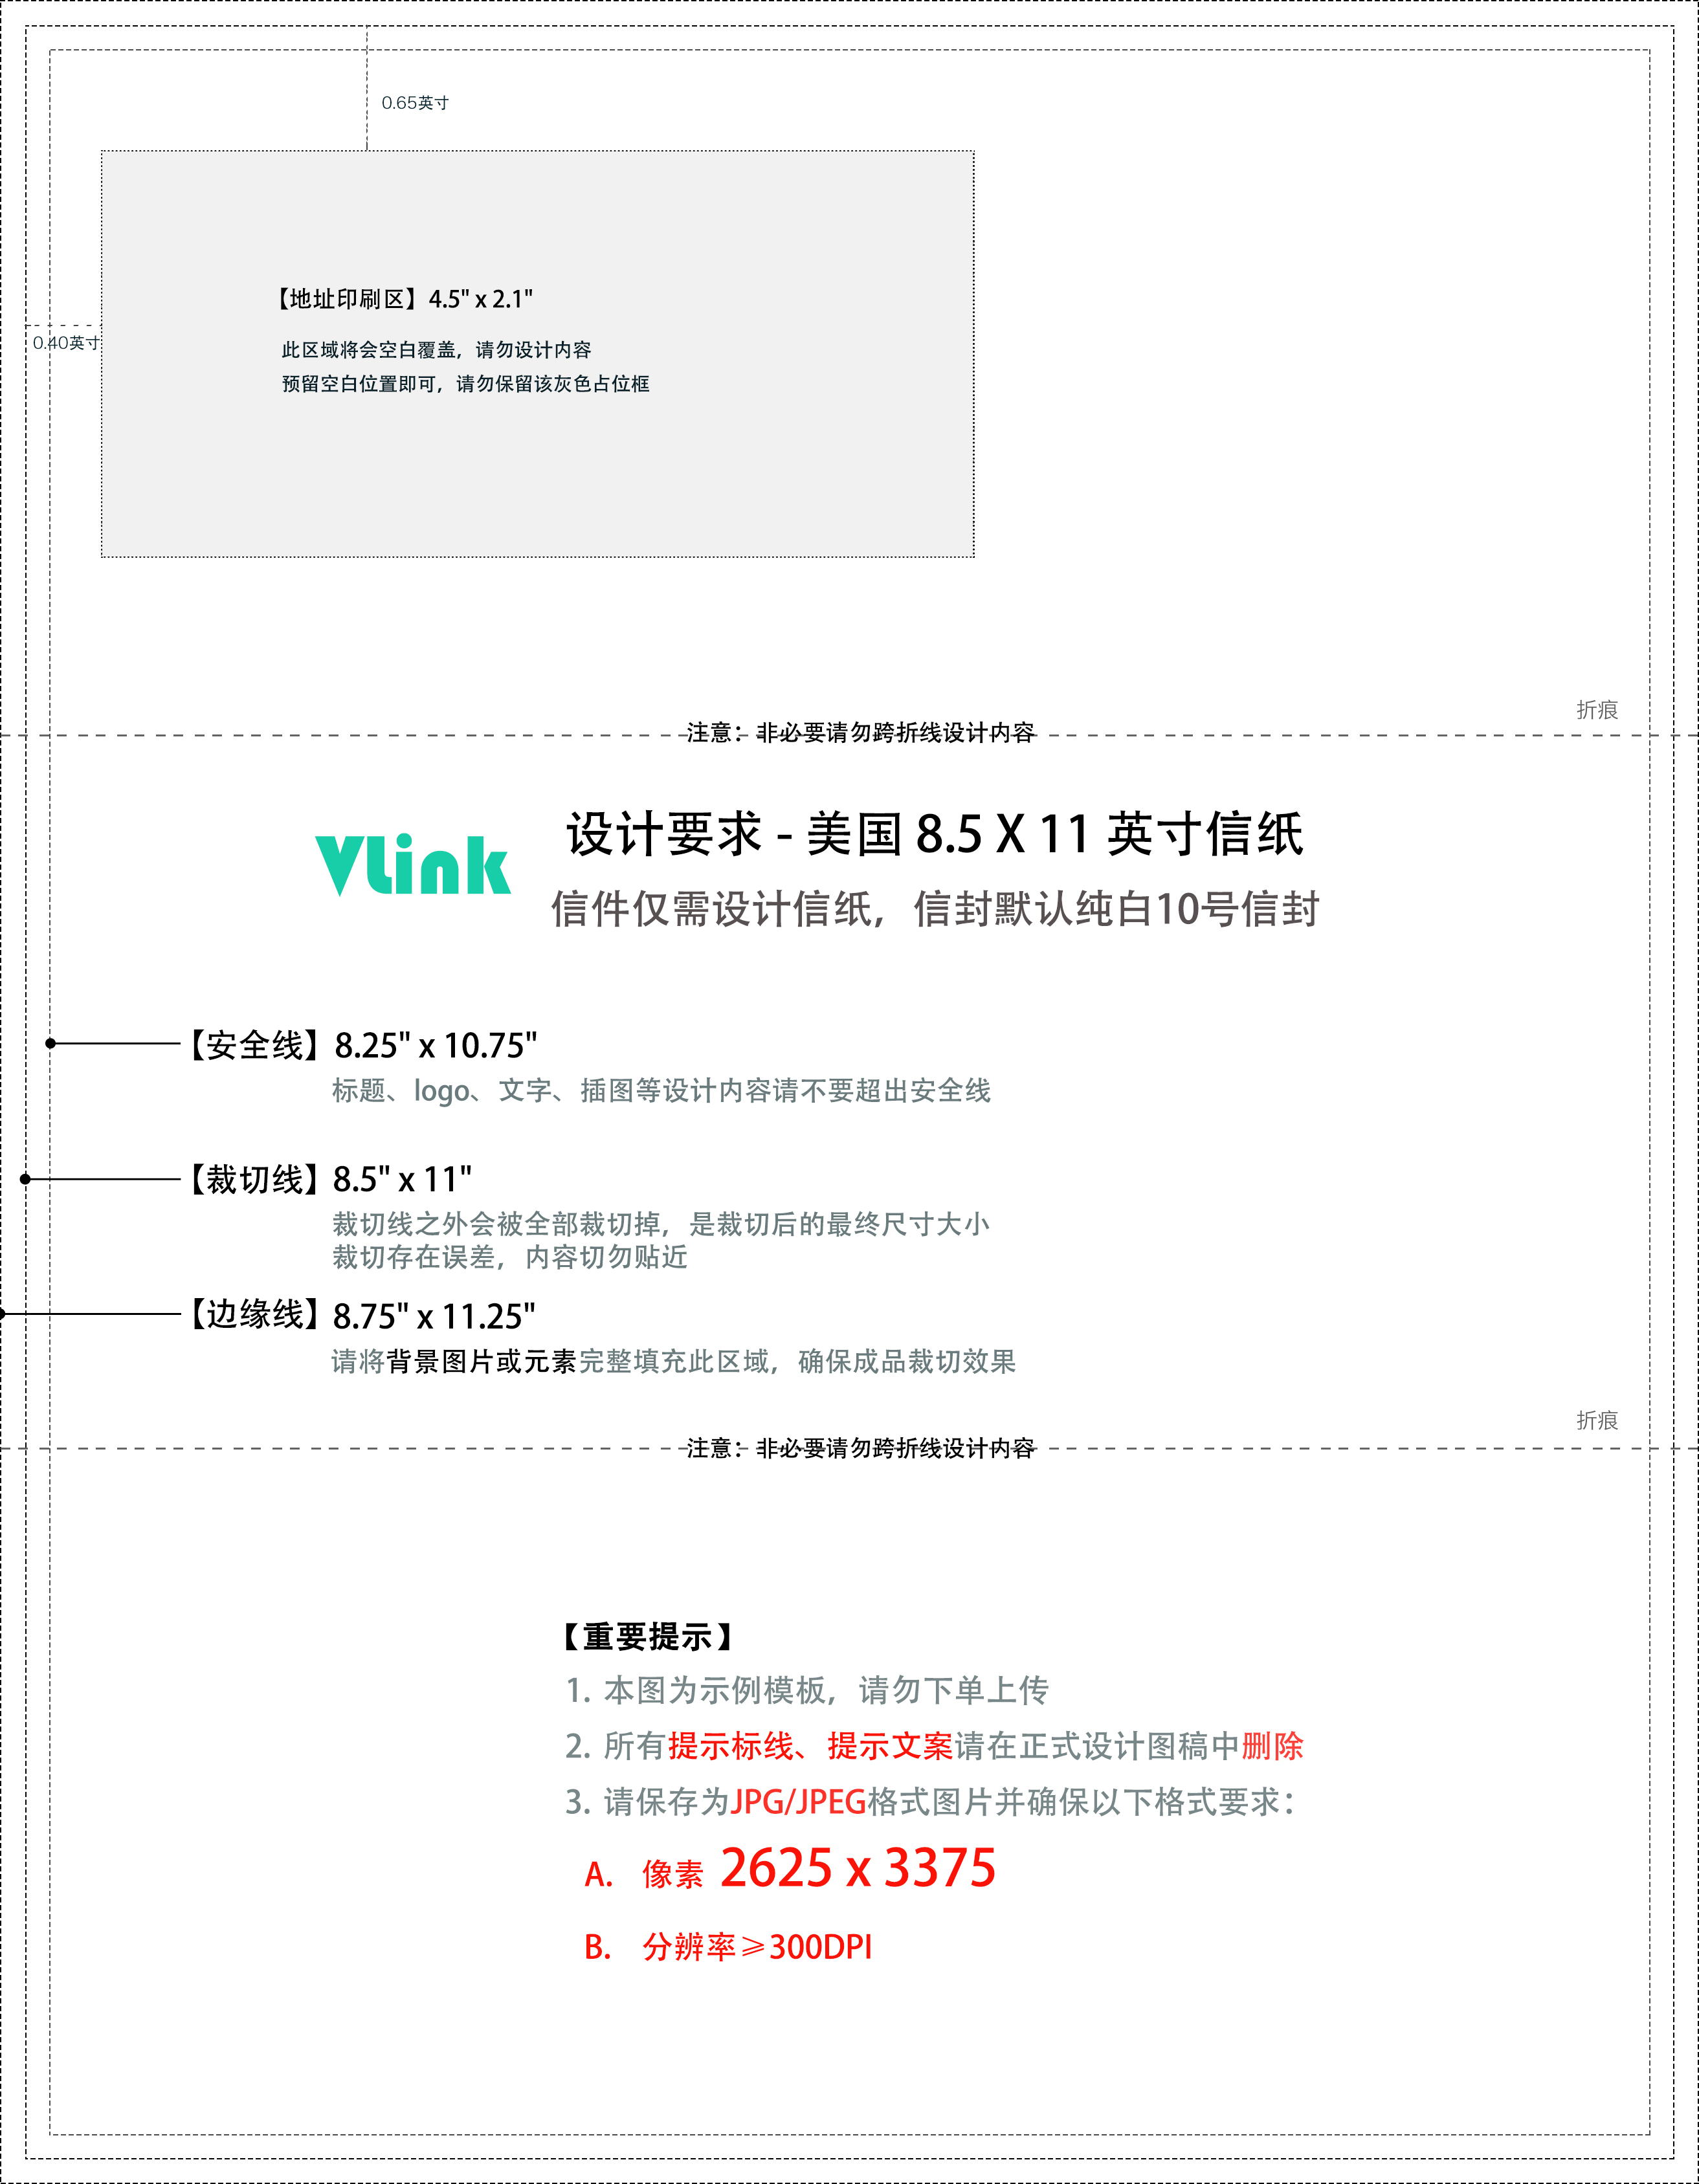 0.65英寸
【地址印刷区】4.5" x 2.1"
0.40英寸
此区域将会空白覆盖，请勿设计内容
预留空白位置即可，请勿保留该灰色占位框
折痕
注意：非必要请勿跨折线设计内容
Vlink
设计要求 - 美国 8.5 X 11 英寸信纸
信件仅需设计信纸，信封默认纯白10号信封
【安全线】8.25" x 10.75"
标题、logo、文字、插图等设计内容请不要超出安全线
【裁切线】8.5" x 11"
裁切线之外会被全部裁切掉，是裁切后的最终尺寸大小
裁切存在误差，内容切勿贴近
【边缘线】8.75" x 11.25"
请将背景图片或元素完整填充此区域，确保成品裁切效果
折痕
注意：非必要请勿跨折线设计内容
【重要提示】
1. 本图为示例模板，请勿下单上传
2. 所有提示标线、提示文案请在正式设计图稿中删除
3. 请保存为JPG/JPEG格式图片并确保以下格式要求：
A. 像素 2625 x 3375
B. 分辨率⩾300DPI